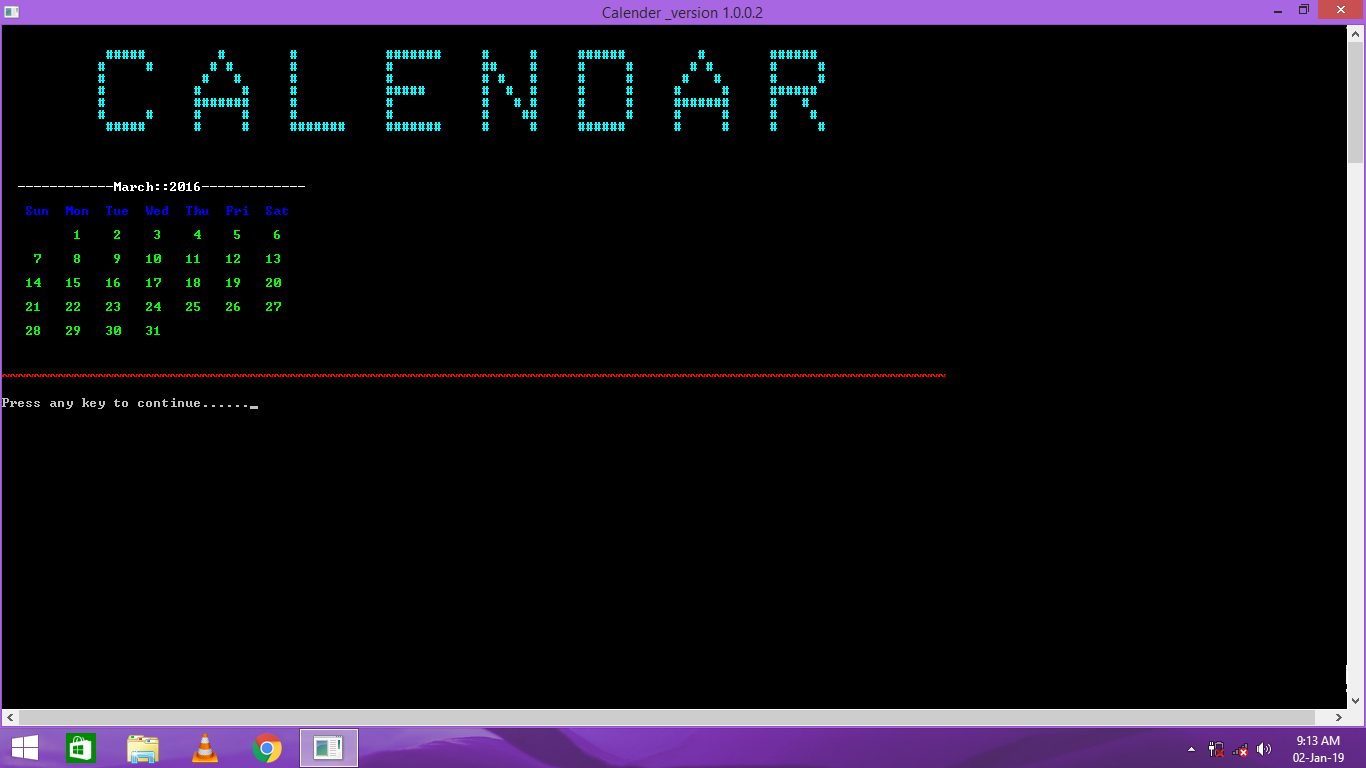 Calender _version 1.0.0.2
CALENDAR
------------March::2016-------------
Sun Mon Tue Wed Thu Fri Sat
1 2 3 4 5 6
7 8 9 10 11 12 13
14 15 16 17 18 19 20
21 22 23 24 25 26 27
28 29 30 31
Press any key to continue......_
9:13 AM
02-Jan-19